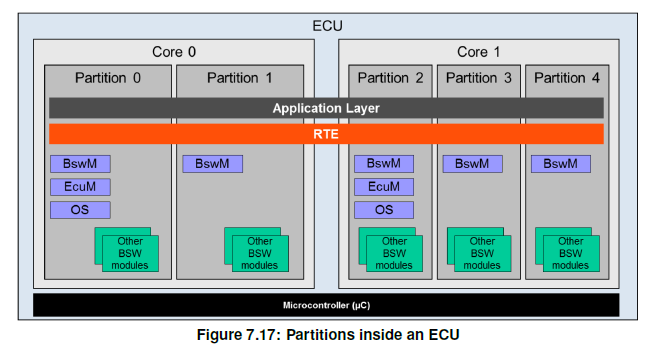 ECU
Core 0
Core 1
Partition 0
Partition 1
Partition 2
Partition 3
Partition 4
Application Layer
RTE
BswM
BswM
BswM
BswM
BswM
EcuM
EcuM
OS
OS
Other
BSW
modules
Other
BSW
modules
Other
BSW
modules
Other
BSW
modules
Other
BSW
modules
Microcontroller (µC)
Figure 7.17: Partitions inside an ECU